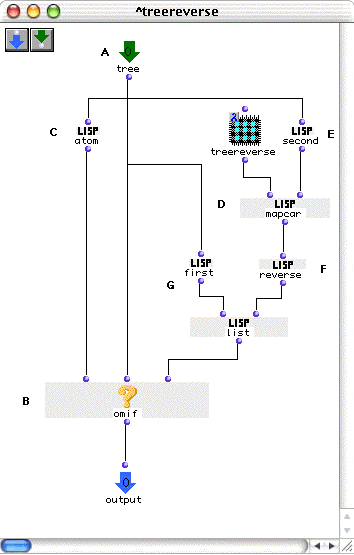 ^treereverse
A
0
tree
C
LISP
atom
λ
treereverse
LISP
second
E
D
LISP
mapcar
LISP
first
G
LISP
reverse
F
LISP
list
B
?
omif
0
output